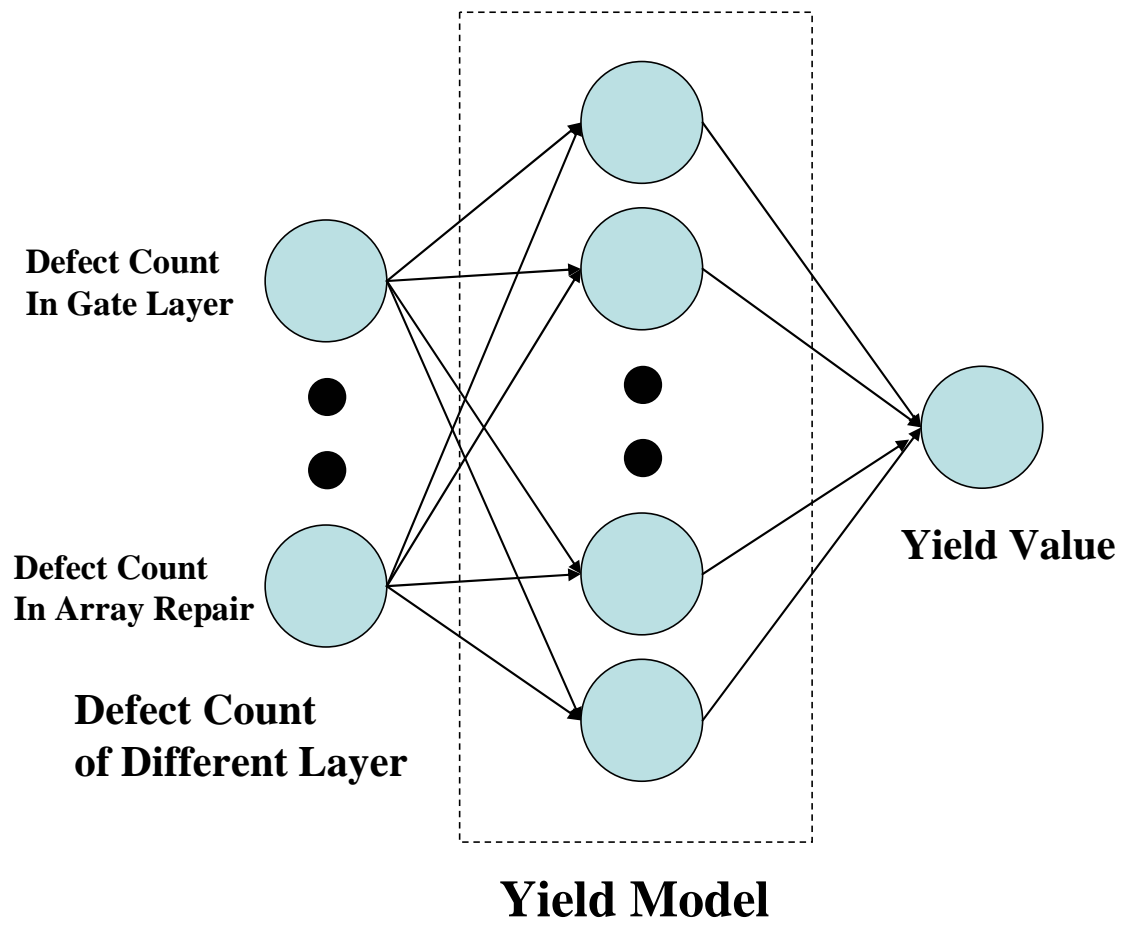 Defect Count
In Gate Layer
Defect Count
In Array Repair
Yield Value
Defect Count
of Different Layer
Yield Model